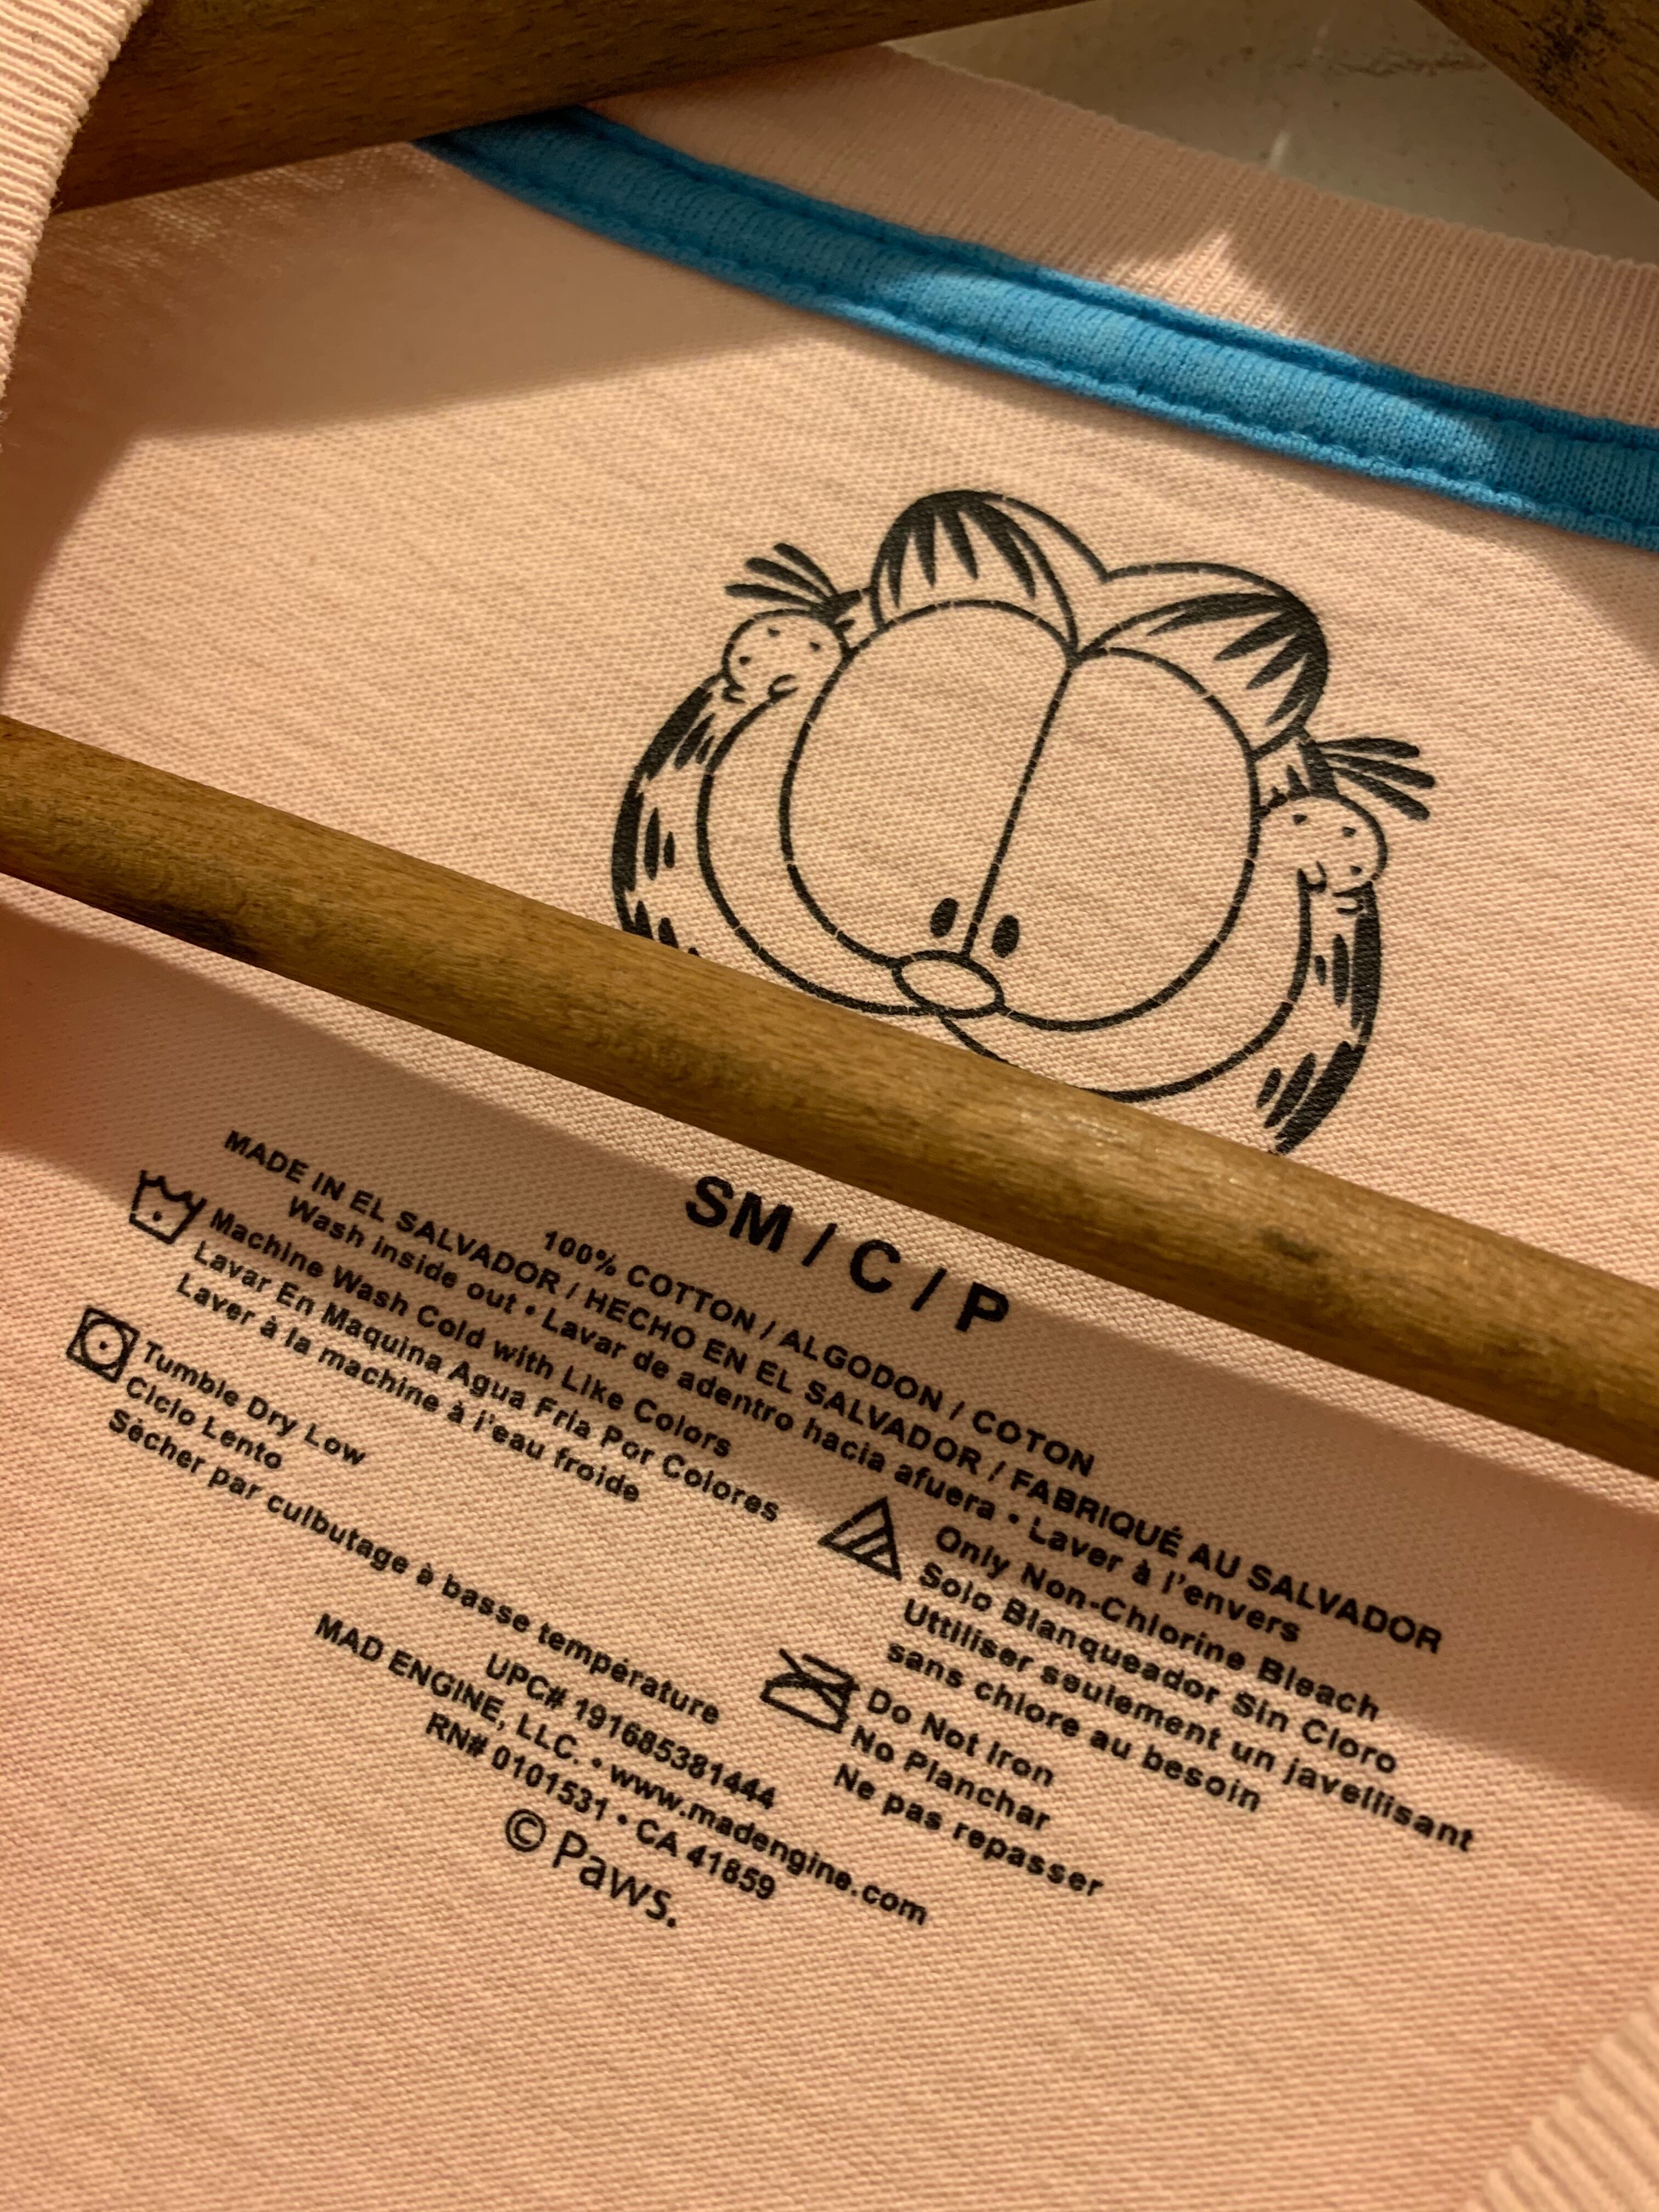 SM / C / P
100% COTTON / ALGODON / COTON
MADE IN EL SALVADOR / HECHO EN EL SALVADOR / FABRIQUÉ AU SALVADOR
Wash inside out • Lavar de adentro hacia afuera • Laver à l'envers
Machine Wash Cold with Like Colors
Lavar En Maquina Agua Fria Por Colores
Laver à la machine à l'eau froide
Only Non-Chlorine Bleach
Solo Blanqueador Sin Cloro
Uttiliser seulement un javellisant
sans chlore au besoin
Tumble Dry Low
Ciclo Lento
Sècher par culbutage à basse température
Do Not Iron
No Planchar
Ne pas repasser
UPC# 191685381444
MAD ENGINE, LLC. • www.madengine.com
RN# 0101531 • CA 41859
© Paws.